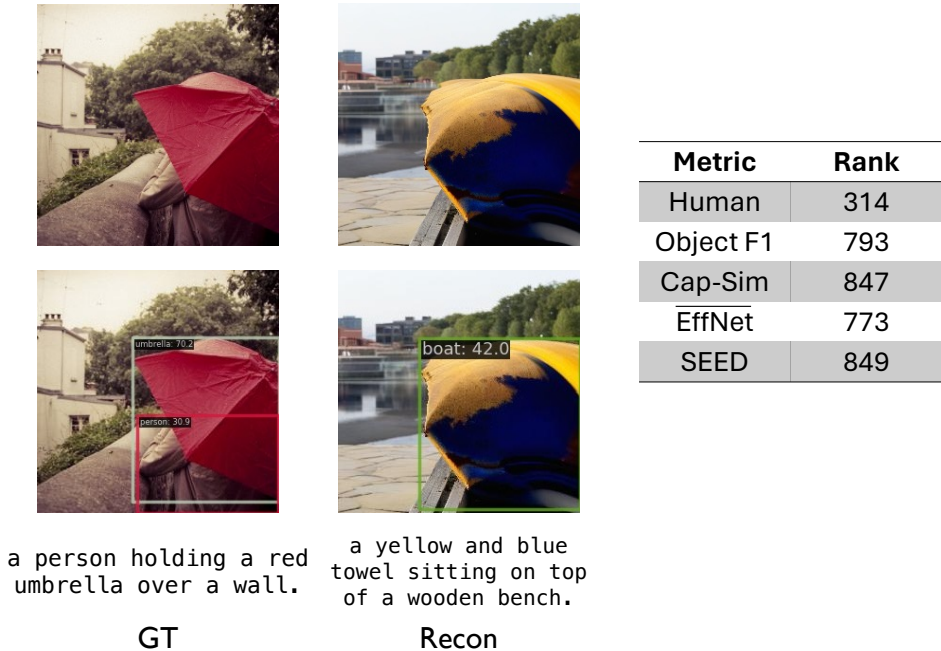 umbrella: 70.2
person: 30.9
boat: 42.0
a person holding a red
umbrella over a wall.
GT
a yellow and blue
towel sitting on top
of a wooden bench.
Recon
Metric Rank
Human 314
Object F1 793
Cap-Sim 847
EffNet 773
SEED 849